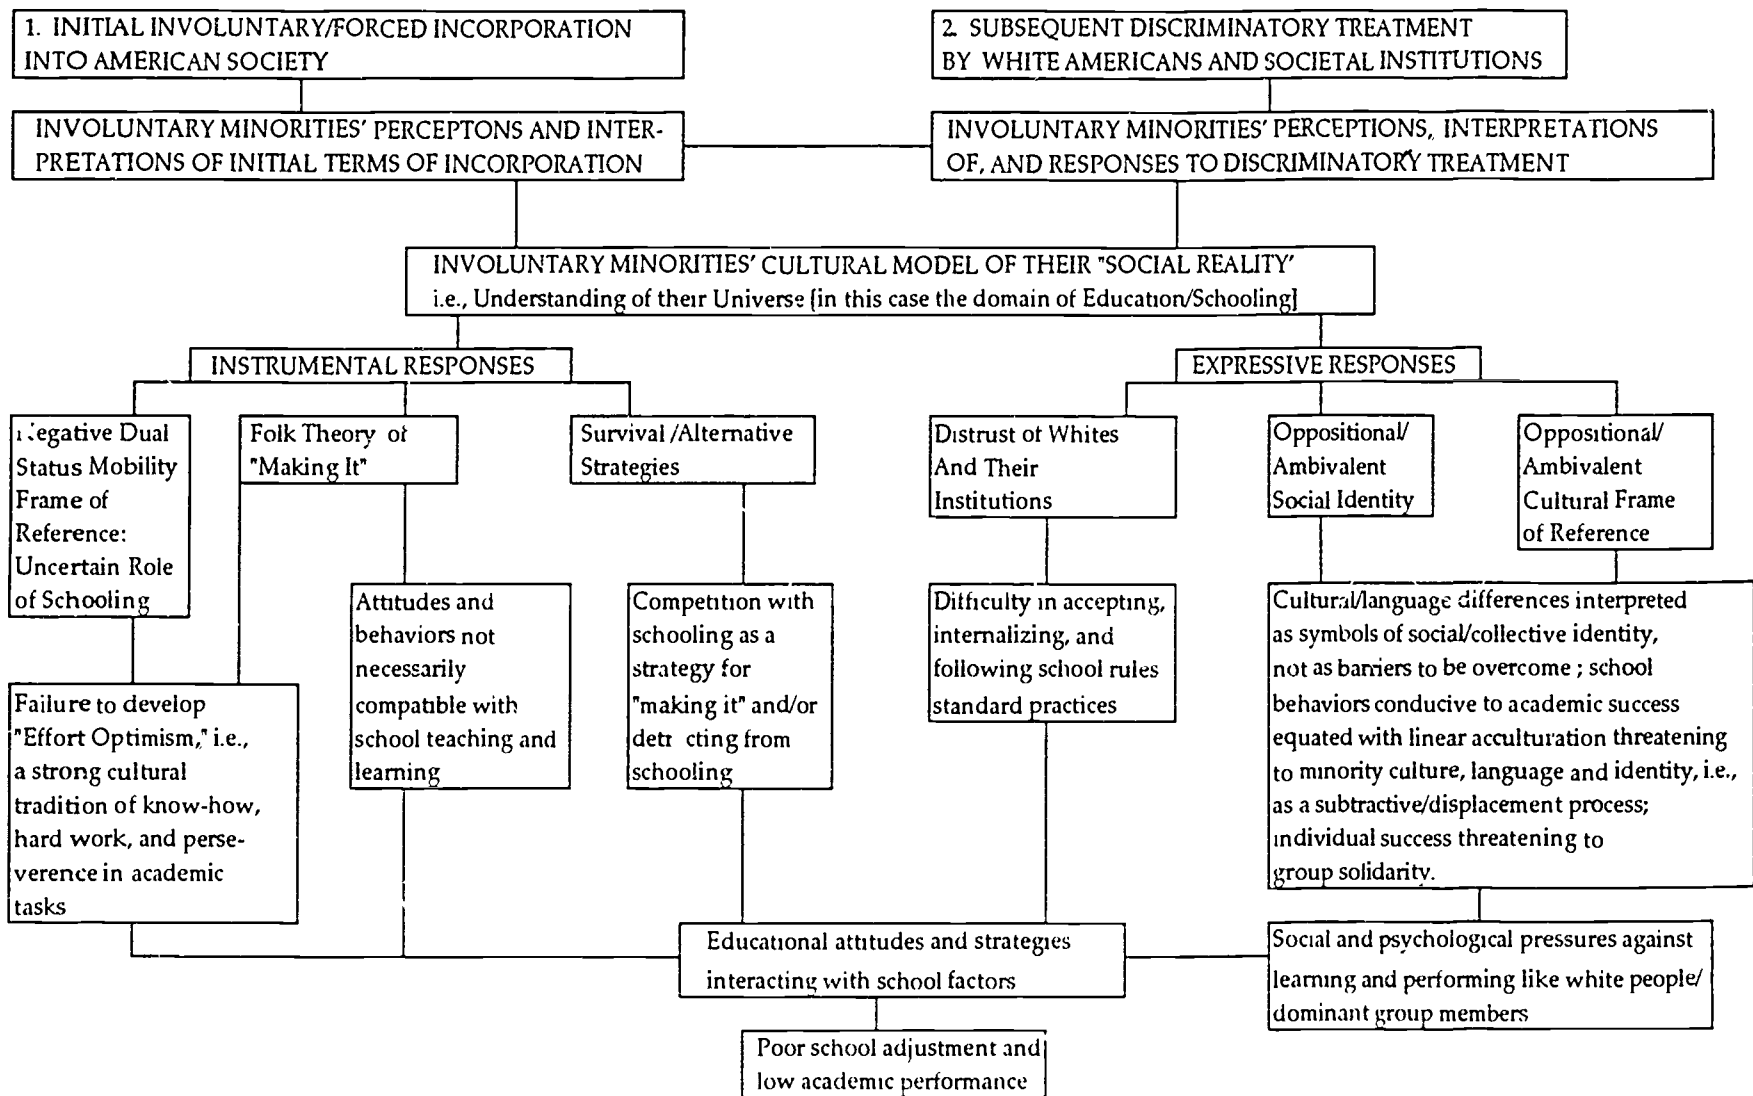 1. INITIAL INVOLUNTARY/FORCED INCORPORATION
INTO AMERICAN SOCIETY
2. SUBSEQUENT DISCRIMINATORY TREATMENT
BY WHITE AMERICANS AND SOCIETAL INSTITUTIONS
INVOLUNTARY MINORITIES' PERCEPTONS AND INTER-
PRETATIONS OF INITIAL TERMS OF INCORPORATION
INVOLUNTARY MINORITIES' PERCEPTIONS, INTERPRETATIONS
OF, AND RESPONSES TO DISCRIMINATORY TREATMENT
INVOLUNTARY MINORITIES' CULTURAL MODEL OF THEIR "SOCIAL REALITY'
i.e., Understanding of their Universe [in this case the domain of Education/Schooling]
INSTRUMENTAL RESPONSES
EXPRESSIVE RESPONSES
Negative Dual
Status Mobility
Frame of
Reference:
Uncertain Role
of Schooling
Folk Theory of
"Making It"
Survival/Alternative
Strategies
Distrust of Whites
And Their
Institutions
Oppositional/
Ambivalent
Social Identity
Oppositional/
Ambivalent
Cultural Frame
of Reference
Failure to develop
"Effort Optimism," i.e.,
a strong cultural
tradition of know-how,
hard work, and perse-
verence in academic
tasks
Attitudes and
behaviors not
necessarily
compatible with
school teaching and
learning
Competition with
schooling as a
strategy for
"making it" and/or
detr cting from
schooling
Difficulty in accepting,
internalizing, and
following school rules
standard practices
Cultural/language differences interpreted
as symbols of social/collective identity,
not as barriers to be overcome ; school
behaviors conducive to academic success
equated with linear acculturation threatening
to minority culture, language and identity, i.e.,
as a subtractive/displacement process;
individual success threatening to
group solidarity.
Educational attitudes and strategies
interacting with school factors
Social and psychological pressures against
learning and performing like white people/
dominant group members
Poor school adjustment and
low academic performance